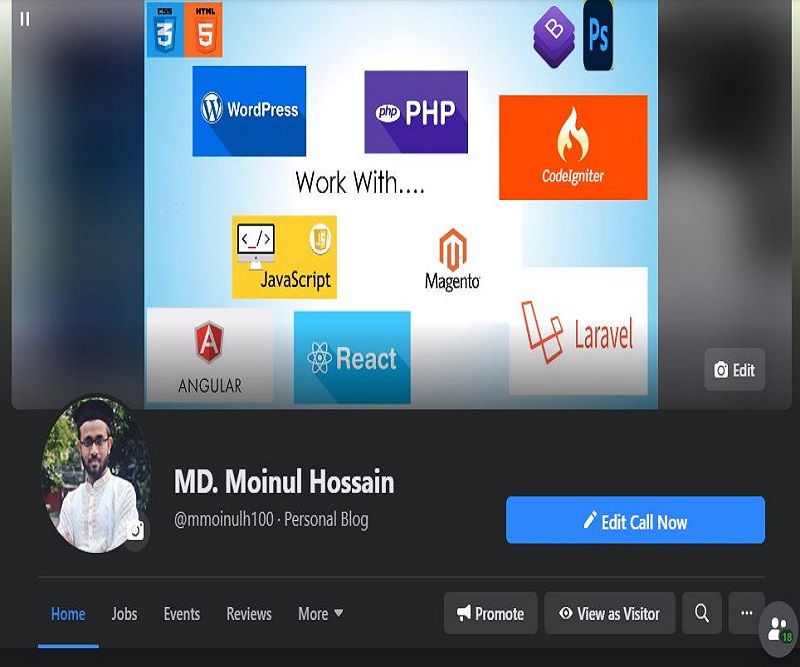 CSS
3
HTML
5
B
Ps
WordPress
php PHP
CodeIgniter
Work With....
<_/>
JS
JavaScript
Magento
Laravel
A
ANGULAR
React
Edit
MD. Moinul Hossain
@mmoinulh100 · Personal Blog
Edit Call Now
Home Jobs Events Reviews More
Promote View as Visitor ...
18